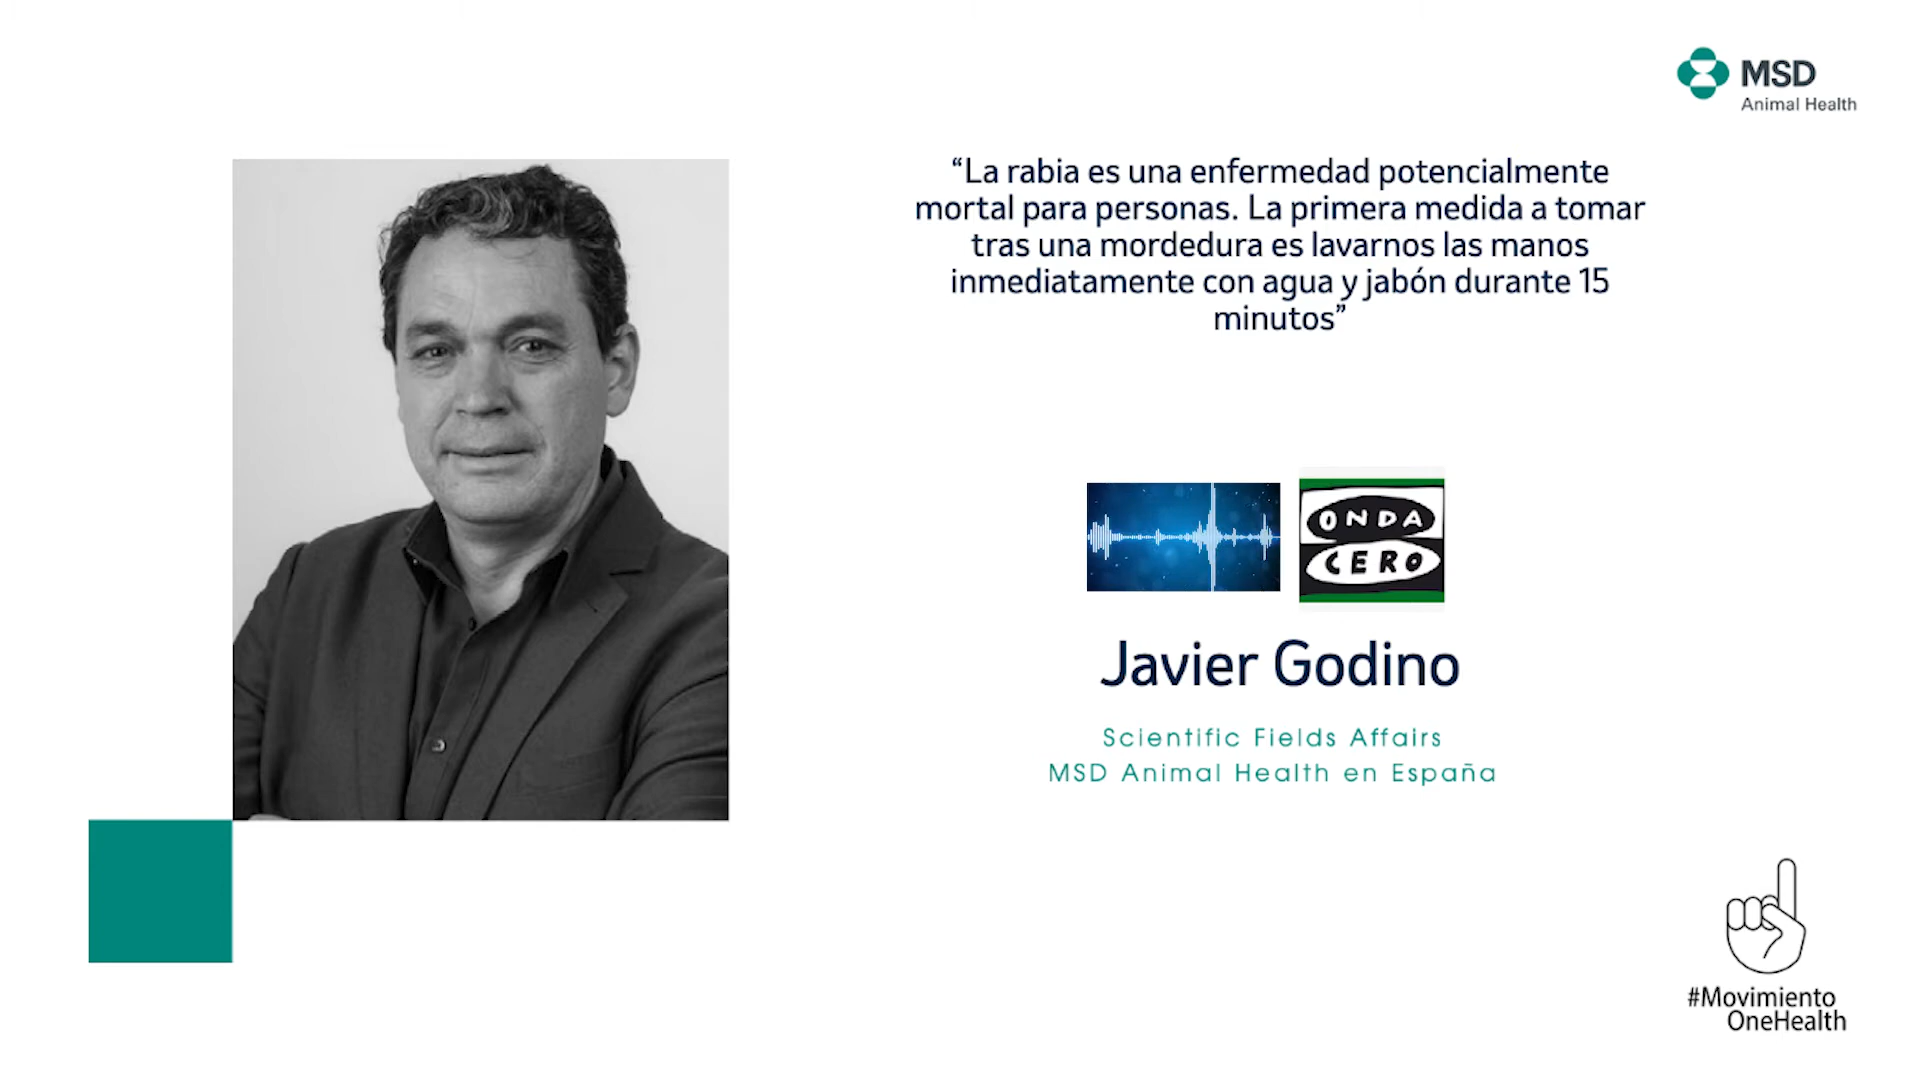 MSD
Animal Health
“La rabia es una enfermedad potencialmente
mortal para personas. La primera medida a tomar
tras una mordedura es lavarnos las manos
inmediatamente con agua y jabón durante 15
minutos”
ONDA
CERO
Javier Godino
Scientific Fields Affairs
MSD Animal Health en España
#Movimiento
OneHealth